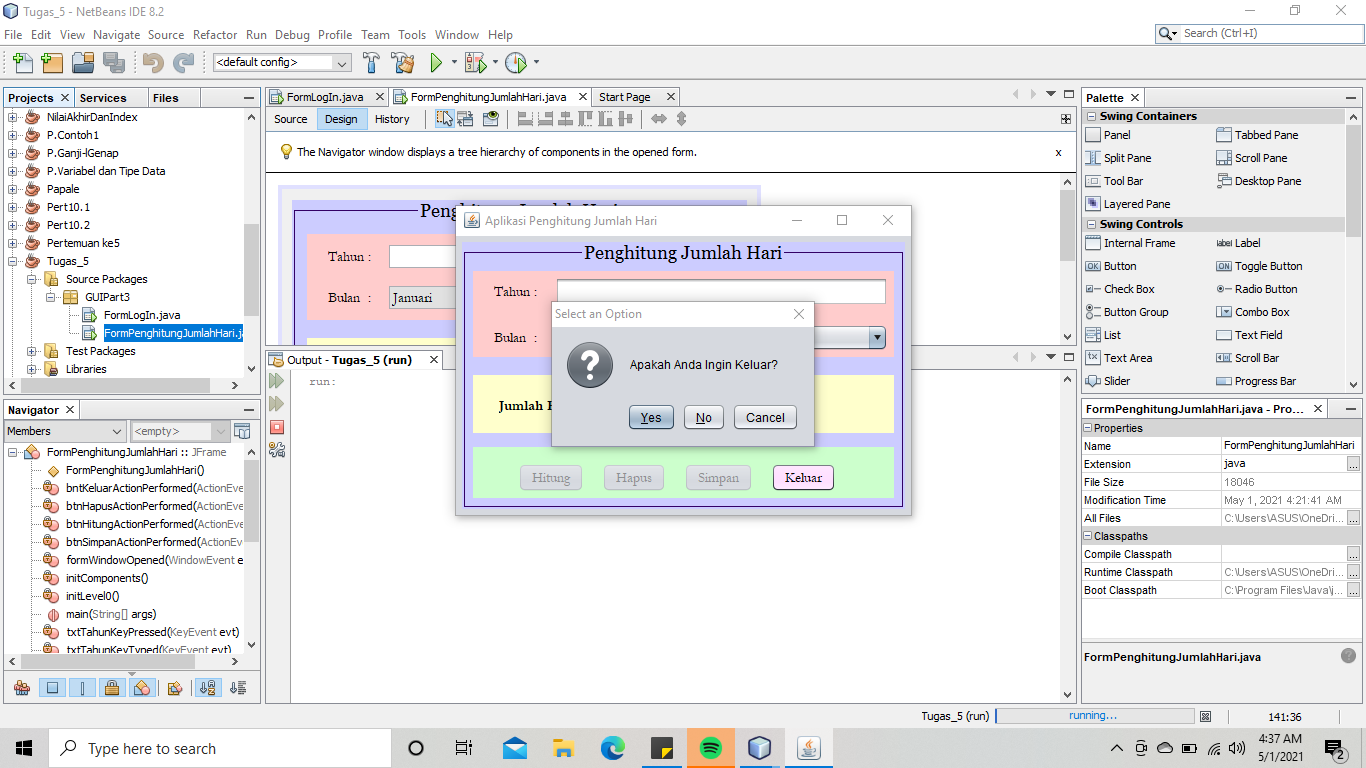 Tugas_5 - NetBeans IDE 8.2
File Edit View Navigate Source Refactor Run Debug Profile Team Tools Window Help
Search (Ctrl+I)
<default config>
Projects Services Files
NilaiAkhirDanIndex
P.Contoh1
P.Ganji-lGenap
P.Variabel dan Tipe Data
Papale
Pert10.1
Pert10.2
Pertemuan ke5
Tugas_5
Source Packages
GUIPart3
FormLogIn.java
FormPenghitungJumlahHari.ja
Test Packages
Libraries
Navigator
Members <empty>
FormPenghitungJumlahHari :: JFrame
FormPenghitungJumlahHari()
bntKeluarActionPerformed(ActionEve
btnHapusActionPerformed(ActionEve
btnHitungActionPerformed(ActionEve
btnSimpanActionPerformed(ActionEv
formWindowOpened(WindowEvent e
initComponents()
initLevel0()
main(String[] args)
txtTahunKeyPressed(KeyEvent evt)
txtTahunKeyTyped(KeyEvent evt)
FormLogIn.java FormPenghitungJumlahHari.java Start Page
Source Design History
The Navigator window displays a tree hierarchy of components in the opened form. x
Tahun :
Bulan : Januari
Output - Tugas_5 (run)
run:
Aplikasi Penghitung Jumlah Hari
Penghitung Jumlah Hari
Tahun :
Bulan :
Jumlah H
Hitung Hapus Simpan Keluar
Select an Option
Apakah Anda Ingin Keluar?
Yes No Cancel
Palette
Swing Containers
Panel Tabbed Pane
Split Pane Scroll Pane
Tool Bar Desktop Pane
Layered Pane
Swing Controls
Internal Frame Label
Button Toggle Button
Check Box Radio Button
Button Group Combo Box
List Text Field
Text Area Scroll Bar
Slider Progress Bar
FormPenghitungJumlahHari.java - Pro...
Properties
Name FormPenghitungJumlahHari
Extension java
File Size 18046
Modification Time May 1, 2021 4:21:41 AM
All Files C:\Users\ASUS\OneDri...
Classpaths
Compile Classpath
Runtime Classpath C:\Users\ASUS\OneDri...
Boot Classpath C:\Program Files\Java\j...
FormPenghitungJumlahHari.java
Tugas_5 (run) running... 141:36
Type here to search
4:37 AM
5/1/2021
2